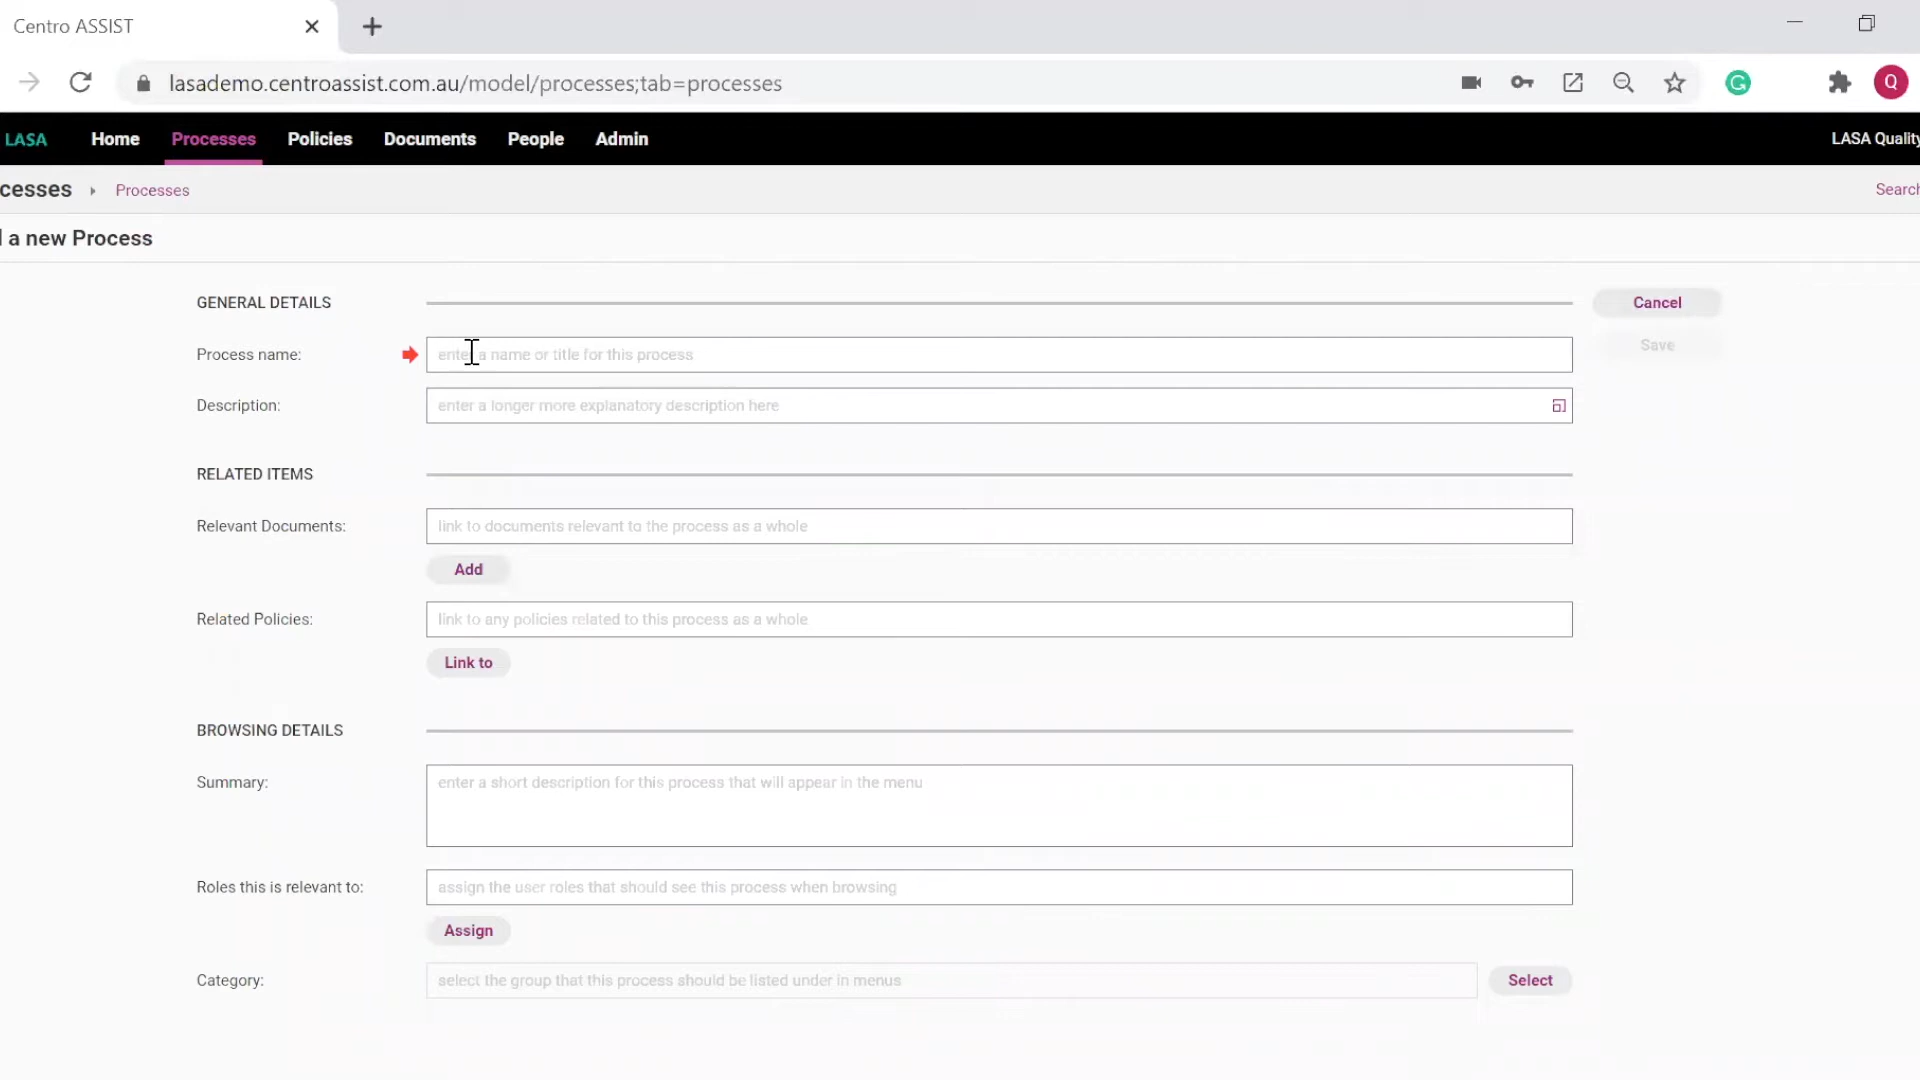 Centro ASSIST
lasademo.centroassist.com.au/model/processes;tab=processes
Q
LASA Home Processes Policies Documents People Admin LASA Quality
cesses Processes Search
a new Process
GENERAL DETAILS
Cancel
Process name: enter a name or title for this process
Save
Description: enter a longer more explanatory description here
RELATED ITEMS
Relevant Documents: link to documents relevant to the process as a whole
Add
Related Policies: link to any policies related to this process as a whole
Link to
BROWSING DETAILS
Summary: enter a short description for this process that will appear in the menu
Roles this is relevant to: assign the user roles that should see this process when browsing
Assign
Category: select the group that this process should be listed under in menus Select